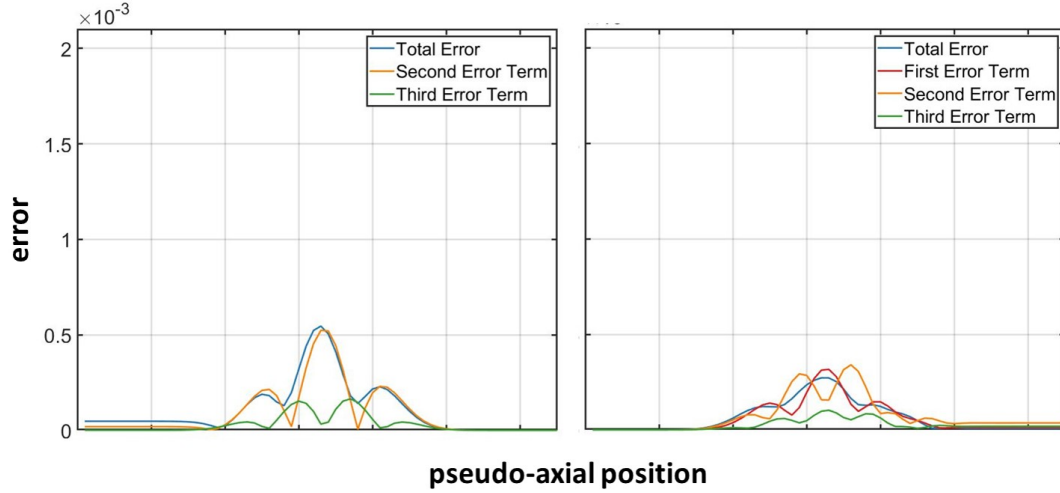 ×10⁻³
2
1.5
1
0.5
0
error
Total Error
Second Error Term
Third Error Term
Total Error
First Error Term
Second Error Term
Third Error Term
pseudo-axial position